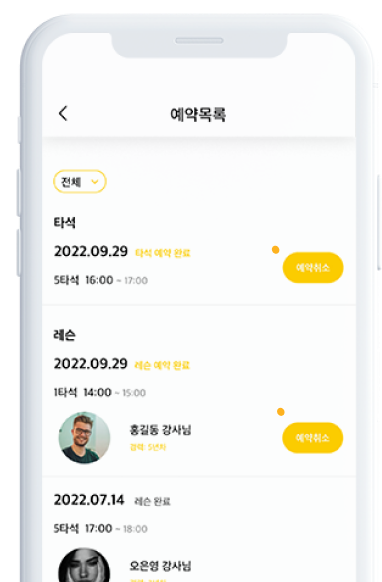 예약목록
전체
타석
2022.09.29 타석 예약 완료
예약취소
5타석 16:00 ~ 17:00
레슨
2022.09.29 레슨 예약 완료
1타석 14:00 ~ 15:00
홍길동 강사님
경력: 5년차
예약취소
2022.07.14 레슨 완료
5타석 17:00 ~ 18:00
오은영 강사님